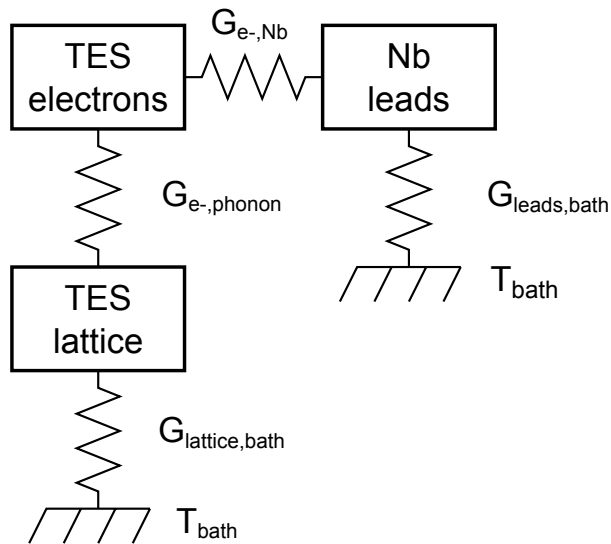 G_e-,Nb
TES
electrons
Nb
leads
G_e-,phonon
G_leads,bath
TES
lattice
T_bath
G_lattice,bath
T_bath